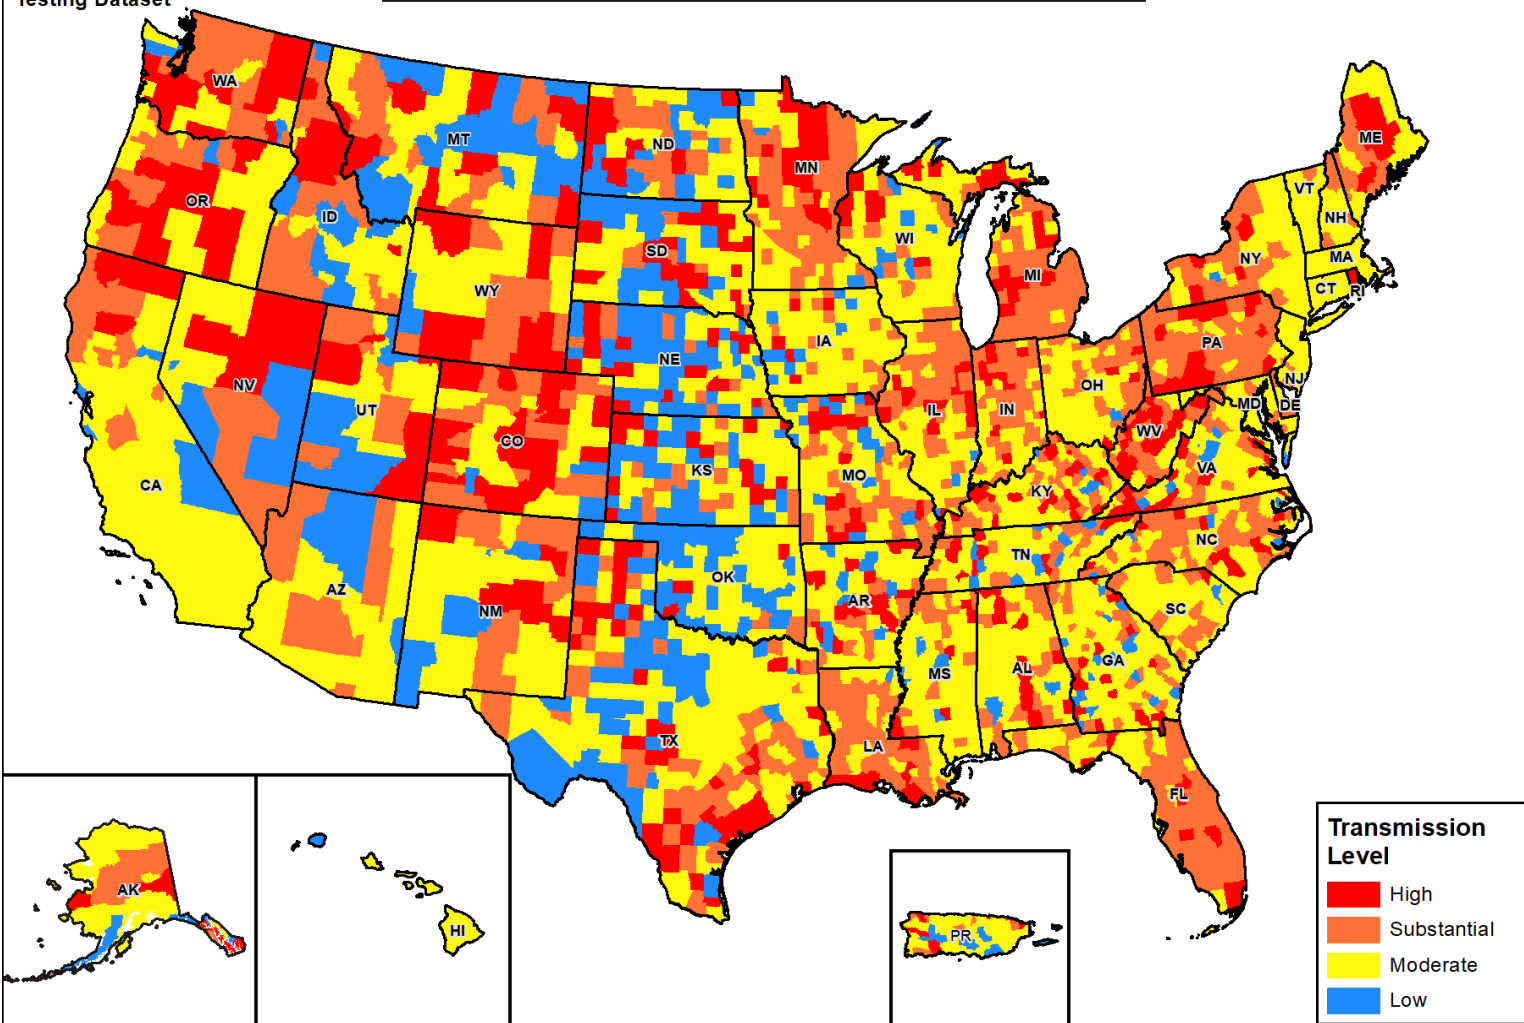 Testing Dataset
WA
MT
ND
MN
ME
OR
ID
SD
WI
VT
NH
NY
MA
MI
CT
RI
WY
IA
PA
NE
NV
UT
OH
NJ
MD
DE
IL
IN
CO
WV
KS
MO
VA
CA
KY
NC
TN
OK
AZ
AR
SC
NM
GA
AL
MS
TX
LA
FL
AK
HI
PR
Transmission
Level
High
Substantial
Moderate
Low